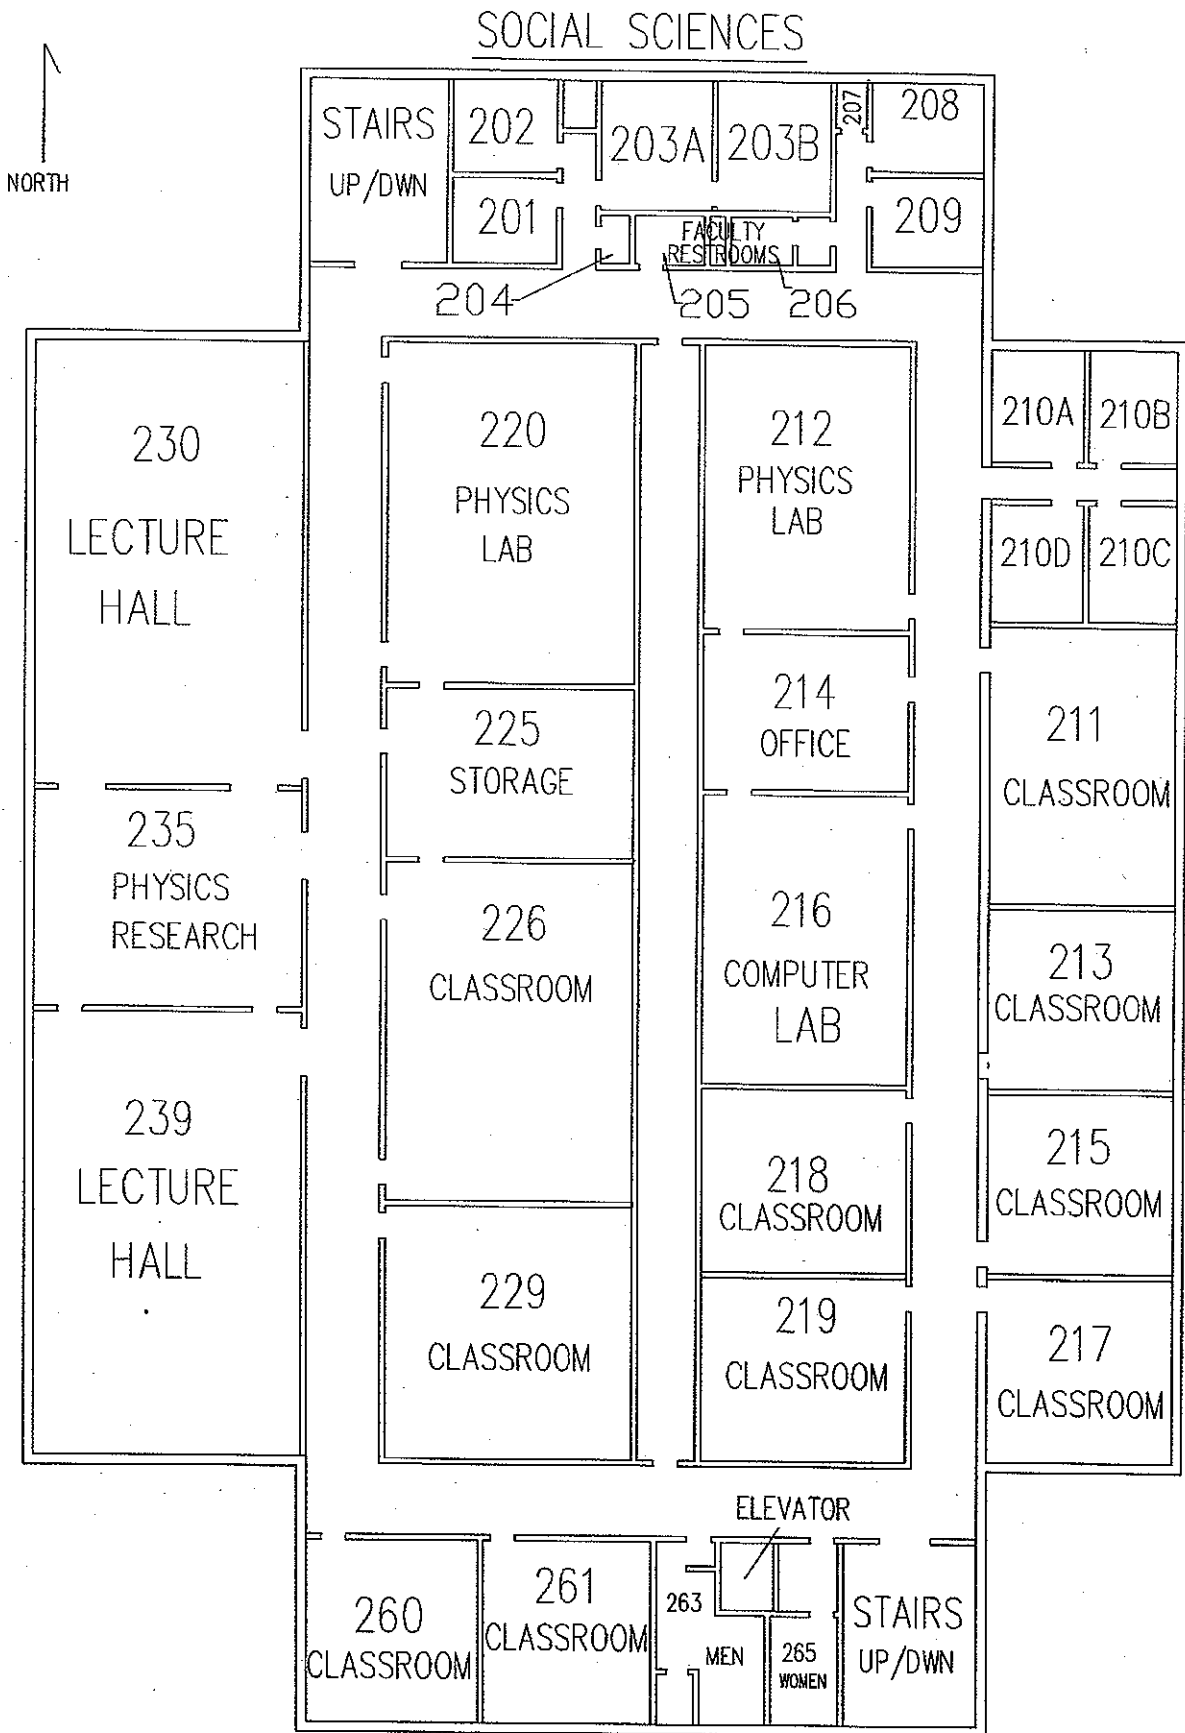 SOCIAL SCIENCES
NORTH
STAIRS
UP/DWN
202
201
203A
203B
207
208
209
FACULTY
RESTROOMS
204
205
206
230
LECTURE
HALL
220
PHYSICS
LAB
212
PHYSICS
LAB
210A
210B
210D
210C
214
OFFICE
211
CLASSROOM
225
STORAGE
235
PHYSICS
RESEARCH
226
CLASSROOM
216
COMPUTER
LAB
213
CLASSROOM
239
LECTURE
HALL
218
CLASSROOM
215
CLASSROOM
229
CLASSROOM
219
CLASSROOM
217
CLASSROOM
ELEVATOR
260
CLASSROOM
261
CLASSROOM
263
MEN
265
WOMEN
STAIRS
UP/DWN